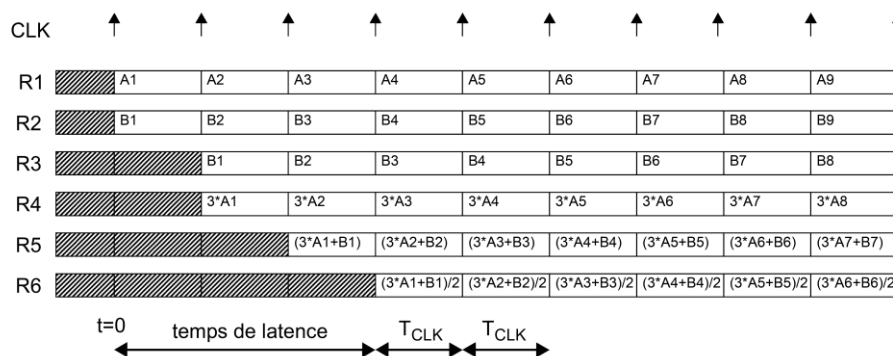 CLK
R1 A1 A2 A3 A4 A5 A6 A7 A8 A9
R2 B1 B2 B3 B4 B5 B6 B7 B8 B9
R3 B1 B2 B3 B4 B5 B6 B7 B8
R4 3*A1 3*A2 3*A3 3*A4 3*A5 3*A6 3*A7 3*A8
R5 (3*A1+B1) (3*A2+B2) (3*A3+B3) (3*A4+B4) (3*A5+B5) (3*A6+B6) (3*A7+B7)
R6 (3*A1+B1)/2 (3*A2+B2)/2 (3*A3+B3)/2 (3*A4+B4)/2 (3*A5+B5)/2 (3*A6+B6)/2
t=0 temps de latence TCLK TCLK